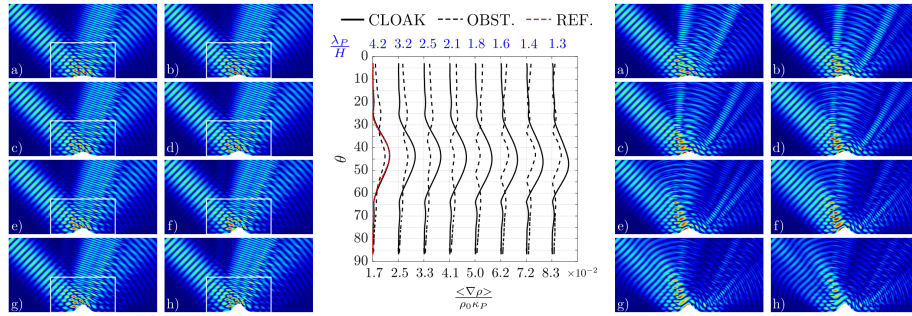 CLOAK OBST. REF.
λ_P/H 4.2 3.2 2.5 2.1 1.8 1.6 1.4 1.3
0
10
20
30
40
50
60
70
80
90
θ
1.7 2.5 3.3 4.1 5.0 6.2 7.2 8.3 ×10⁻²
<∇ρ>/ρ₀κ_P
a) b)
c) d)
e) f)
g) h)
a) b)
c) d)
e) f)
g) h)